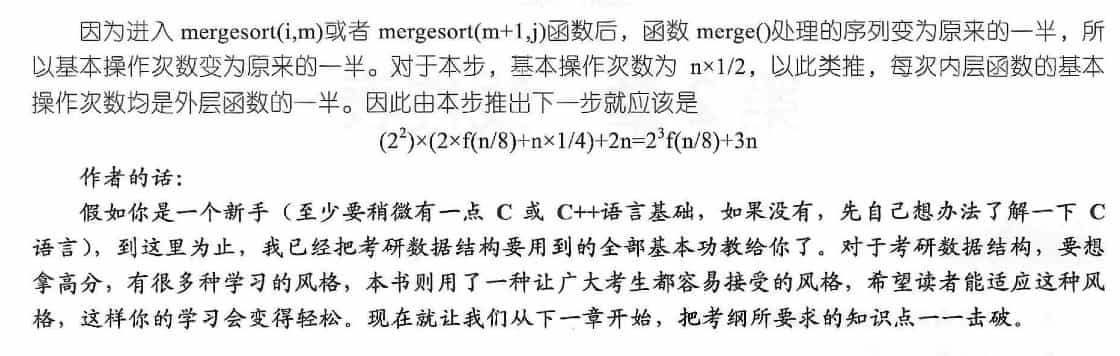 因为进入 mergesort(i,m)或者 mergesort(m+1,j)函数后，函数 merge()处理的序列变为原来的一半，所
以基本操作次数变为原来的一半。对于本步，基本操作次数为 n×1/2，以此类推，每次内层函数的基本
操作次数均是外层函数的一半。因此由本步推出下一步就应该是
(2²)×(2×f(n/8)+n×1/4)+2n=2³f(n/8)+3n
作者的话：
假如你是一个新手（至少要稍微有一点 C 或 C++语言基础，如果没有，先自己想办法了解一下 C
语言），到这里为止，我已经把考研数据结构要用到的全部基本功教给你了。对于考研数据结构，要想
拿高分，有很多种学习的风格，本书则用了一种让广大考生都容易接受的风格，希望读者能适应这种风
格，这样你的学习会变得轻松。现在就让我们从下一章开始，把考纲所要求的知识点一一击破。